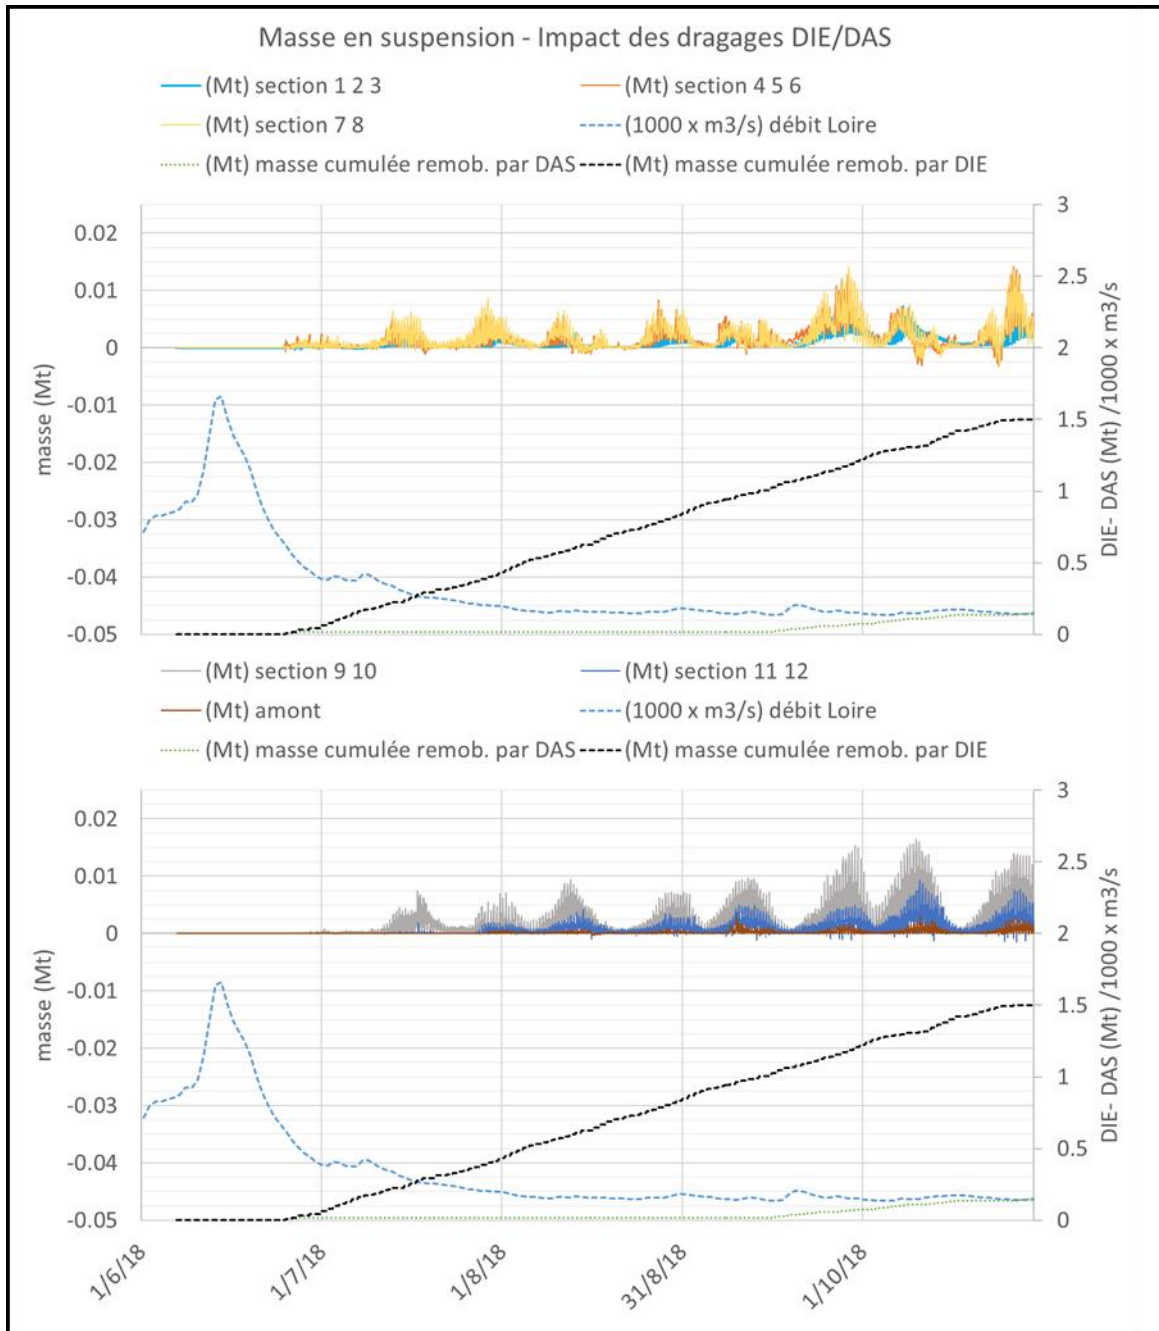 Masse en suspension - Impact des dragages DIE/DAS
(Mt) section 1 2 3
(Mt) section 4 5 6
(Mt) section 7 8
(1000 x m3/s) débit Loire
(Mt) masse cumulée remob. par DAS
(Mt) masse cumulée remob. par DIE
masse (Mt)
0.02
0.01
0
-0.01
-0.02
-0.03
-0.04
-0.05
3
2.5
2
1.5
1
0.5
0
DIE- DAS (Mt) /1000 x m3/s
(Mt) section 9 10
(Mt) section 11 12
(Mt) amont
(1000 x m3/s) débit Loire
(Mt) masse cumulée remob. par DAS
(Mt) masse cumulée remob. par DIE
masse (Mt)
0.02
0.01
0
-0.01
-0.02
-0.03
-0.04
-0.05
3
2.5
2
1.5
1
0.5
0
DIE- DAS (Mt) /1000 x m3/s
1/6/18
1/7/18
1/8/18
31/8/18
1/10/18